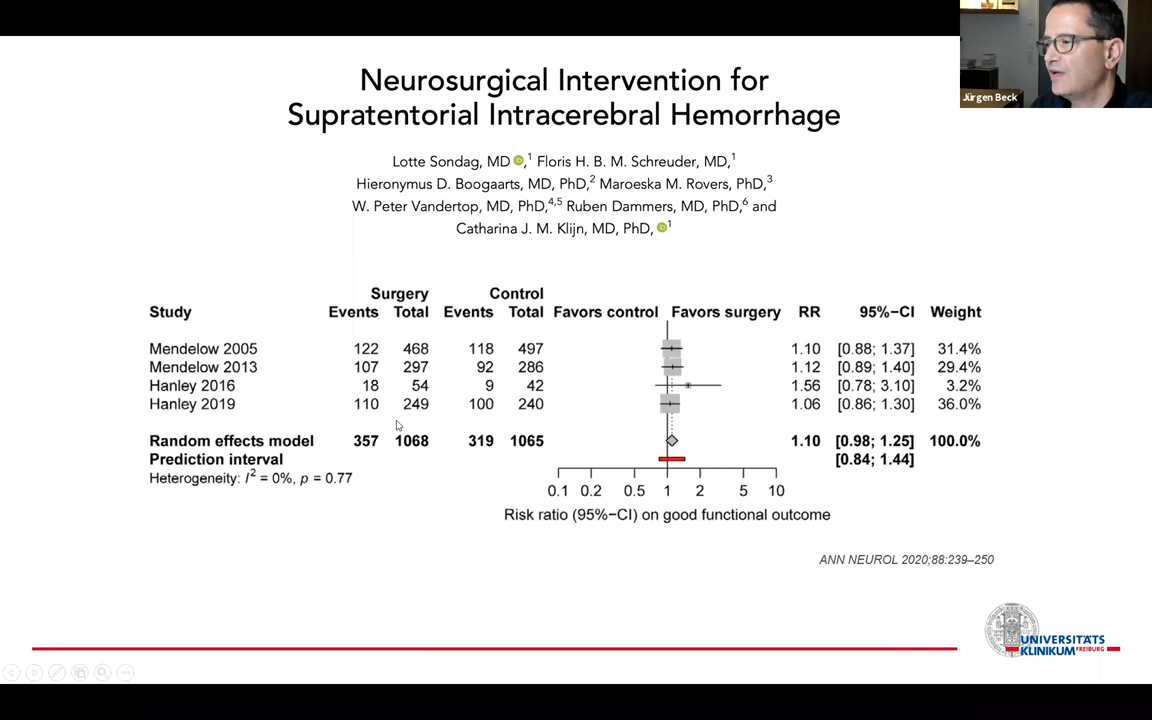 Jürgen Beck
Neurosurgical Intervention for
Supratentorial Intracerebral Hemorrhage
Lotte Sondag, MD iD,¹ Floris H. B. M. Schreuder, MD,¹
Hieronymus D. Boogaarts, MD, PhD,² Maroeska M. Rovers, PhD,³
W. Peter Vandertop, MD, PhD,⁴,⁵ Ruben Dammers, MD, PhD,⁶ and
Catharina J. M. Klijn, MD, PhD, iD¹
Surgery Control
Study Events Total Events Total Favors control Favors surgery RR 95%−CI Weight
Mendelow 2005 122 468 118 497 1.10 [0.88; 1.37] 31.4%
Mendelow 2013 107 297 92 286 1.12 [0.89; 1.40] 29.4%
Hanley 2016 18 54 9 42 1.56 [0.78; 3.10] 3.2%
Hanley 2019 110 249 100 240 1.06 [0.86; 1.30] 36.0%
Random effects model 357 1068 319 1065 1.10 [0.98; 1.25] 100.0%
Prediction interval [0.84; 1.44]
Heterogeneity: I² = 0%, p = 0.77
0.1 0.2 0.5 1 2 5 10
Risk ratio (95%−CI) on good functional outcome
ANN NEUROL 2020;88:239–250
UNIVERSITÄTS
KLINIKUM FREIBURG